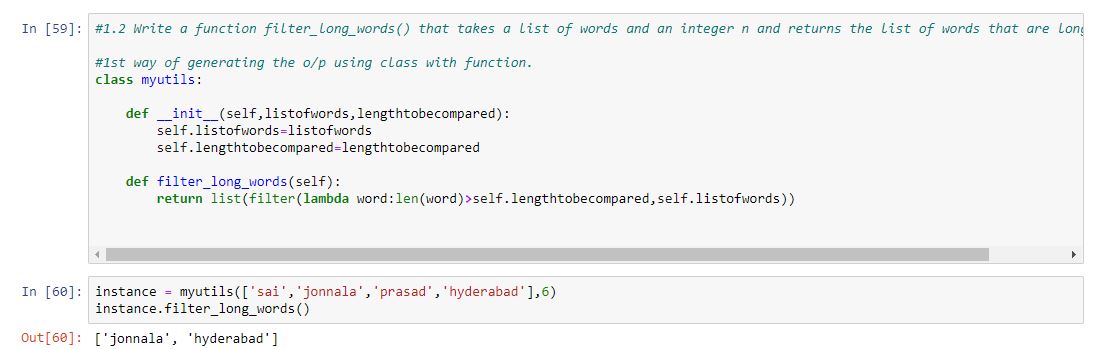 In [59]: #1.2 Write a function filter_long_words() that takes a list of words and an integer n and returns the list of words that are
#1st way of generating the o/p using class with function.
class myutils:
    def __init__(self,listofwords,lengthtobecompared):
        self.listofwords=listofwords
        self.lengthtobecompared=lengthtobecompared
    def filter_long_words(self):
        return list(filter(lambda word:len(word)>self.lengthtobecompared,self.listofwords))
In [60]: instance = myutils(['sai','jonnala','prasad','hyderabad'],6)
instance.filter_long_words()
Out[60]: ['jonnala', 'hyderabad']